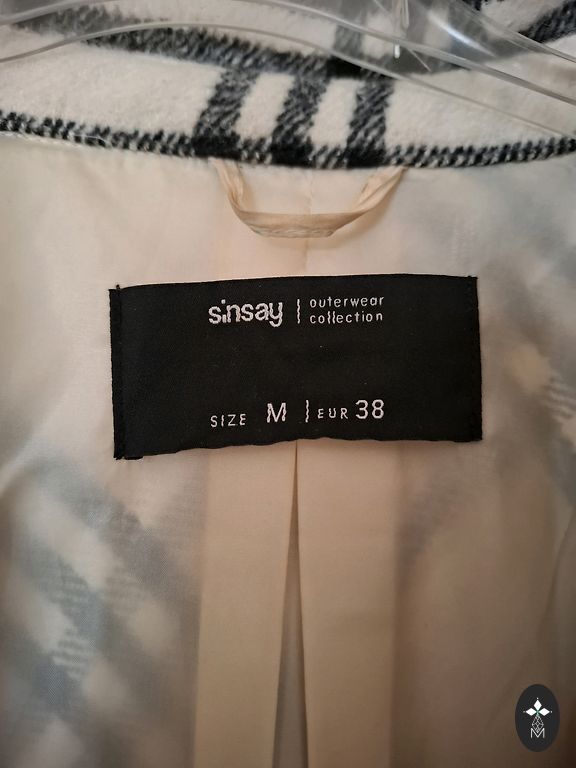 sinsay | outerwear
collection
SIZE M | EUR 38
M